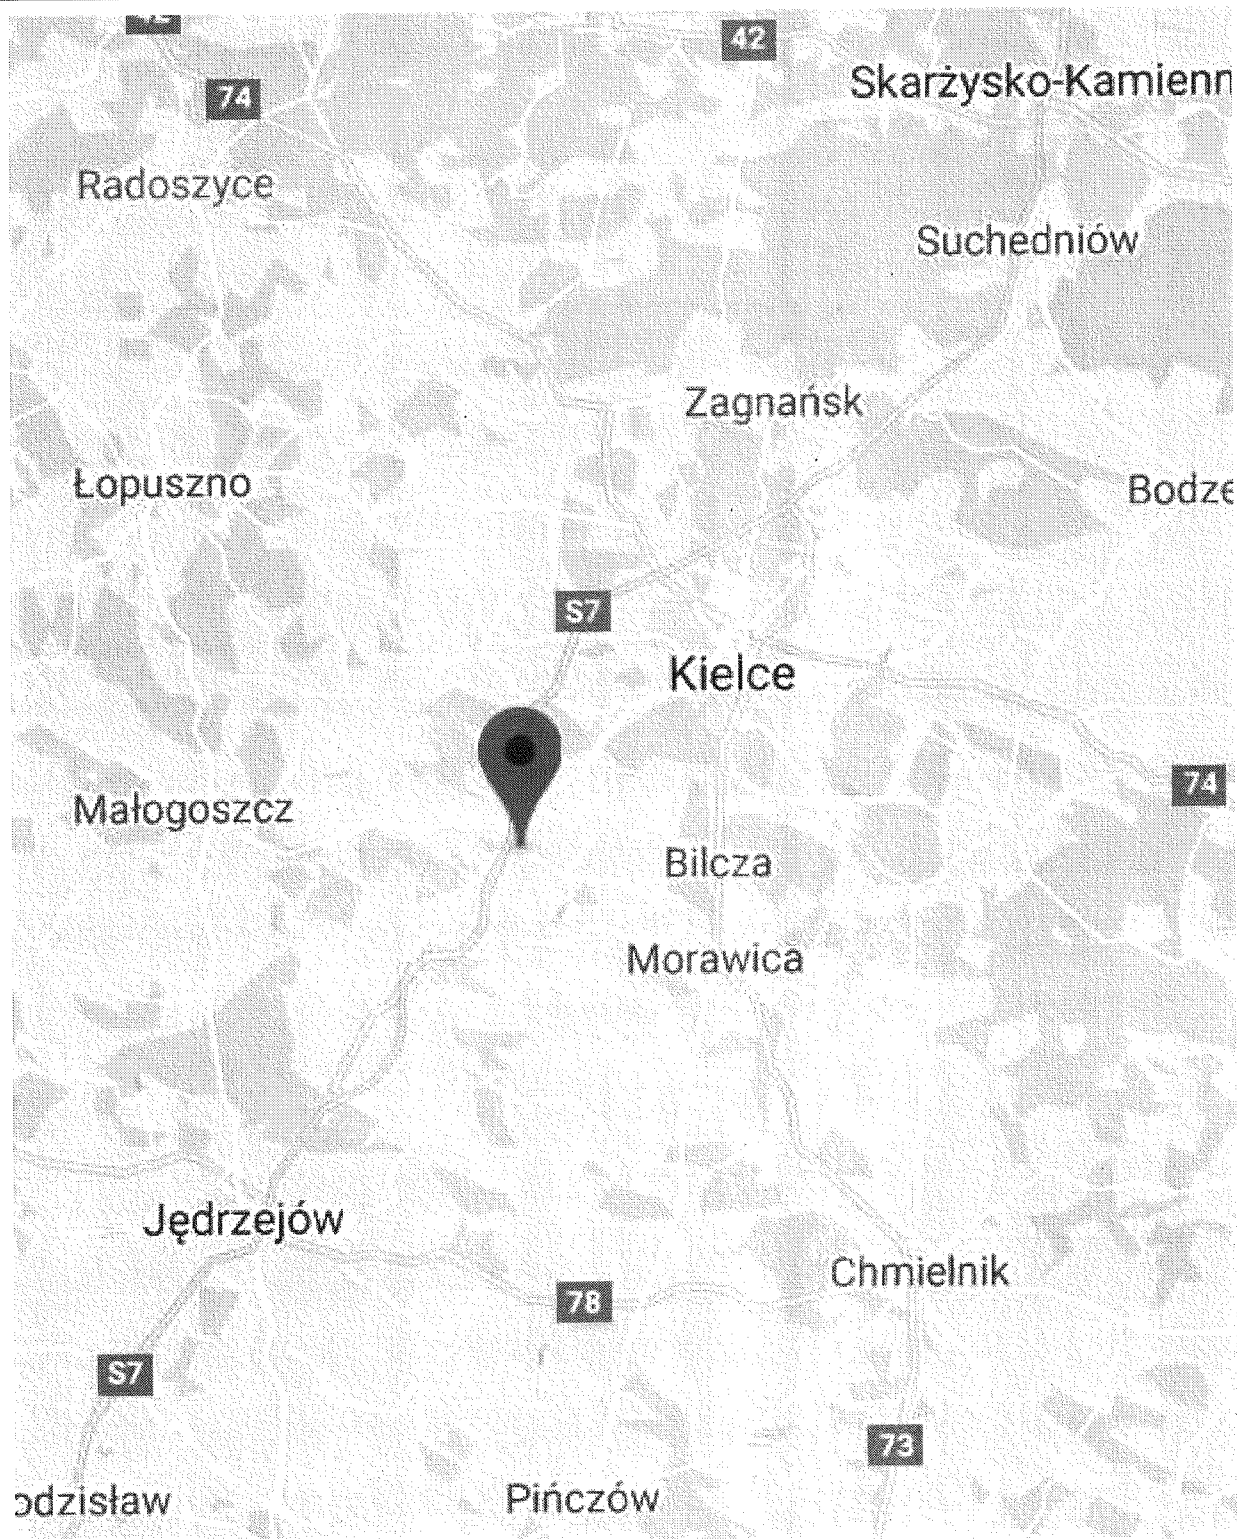 42
42
74
Skarżysko-Kamienn
Radoszyce
Suchedniów
Zagnańsk
Łopuszno
Bodze
S7
Kielce
74
Małogoszcz
Bilcza
Morawica
Jędrzejów
Chmielnik
78
S7
73
odzisław
Pińczów